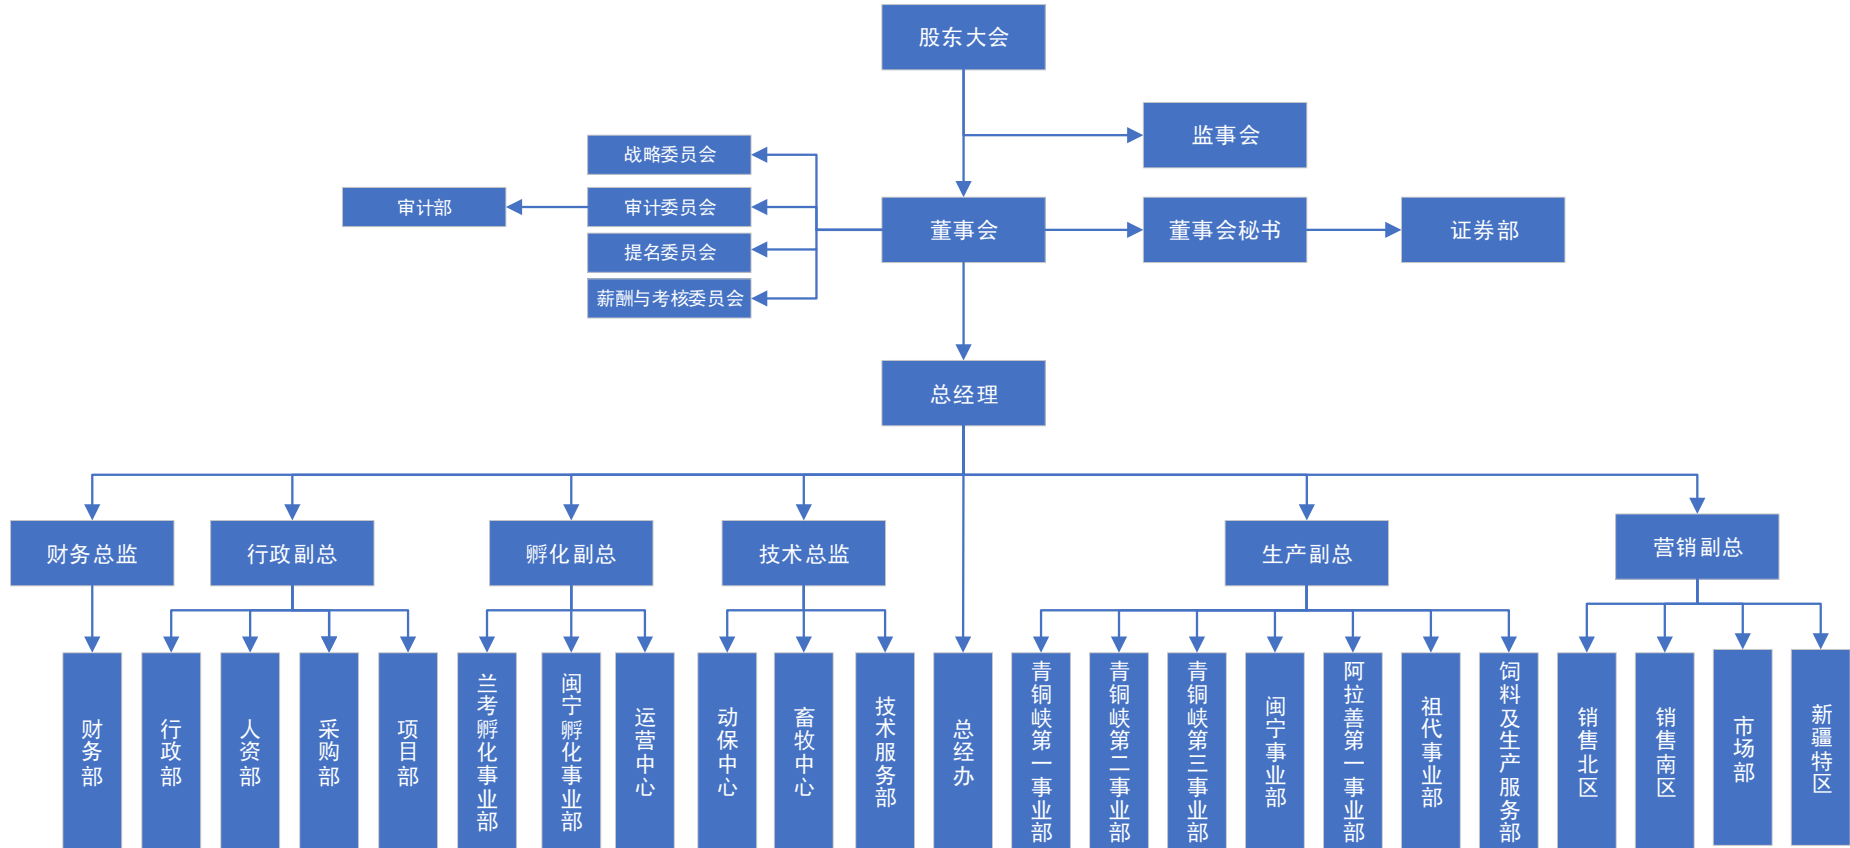 股东大会
监事会
战略委员会
审计部
审计委员会
董事会
董事会秘书
证券部
提名委员会
薪酬与考核委员会
总经理
财务总监
行政副总
孵化副总
技术总监
生产副总
营销副总
财务部
行政部
人资部
采购部
项目部
兰考孵化事业部
闽宁孵化事业部
运营中心
动保中心
畜牧中心
技术服务部
总经办
青铜峡第一事业部
青铜峡第二事业部
青铜峡第三事业部
闽宁事业部
阿拉善第一事业部
祖代事业部
饲料及生产服务部
销售北区
销售南区
市场部
新疆特区